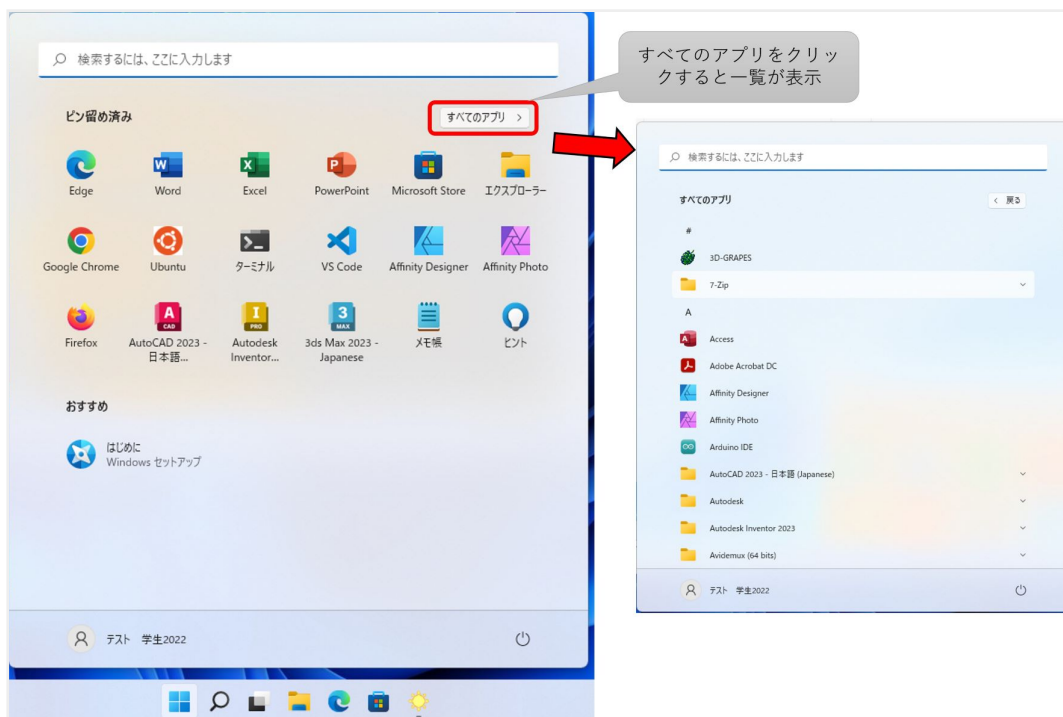 検索するには、ここに入力します
ピン留め済み
すべてのアプリ >
Edge
Word
Excel
PowerPoint
Microsoft Store
エクスプローラー
Google Chrome
Ubuntu
ターミナル
VS Code
Affinity Designer
Affinity Photo
Firefox
AutoCAD 2023 -
日本語...
Autodesk
Inventor...
3ds Max 2023 -
Japanese
メモ帳
ヒント
おすすめ
はじめに
Windows セットアップ
テスト 学生2022
すべてのアプリをクリッ
クすると一覧が表示
検索するには、ここに入力します
すべてのアプリ
< 戻る
#
3D-GRAPES
7-Zip
A
Access
Adobe Acrobat DC
Affinity Designer
Affinity Photo
Arduino IDE
AutoCAD 2023 - 日本語 (Japanese)
Autodesk
Autodesk Inventor 2023
Avidemux (64 bits)
テスト 学生2022